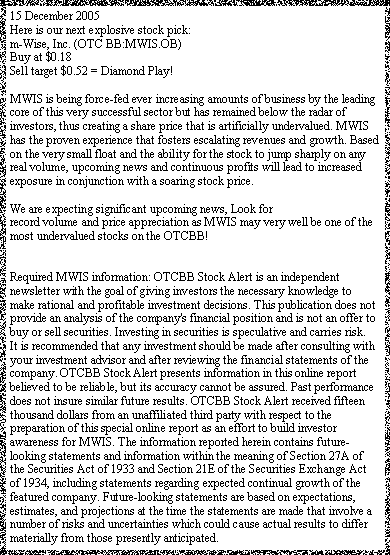 15 December 2005
Here is our next explosive stock pick:
m-Wise, Inc. (OTC BB:MWIS.OB)
Buy at $0.18
Sell target $0.52 = Diamond Play!
MWIS is being force-fed ever increasing amounts of business by the leading
core of this very successful sector but has remained below the radar of
investors, thus creating a share price that is artificially undervalued. MWIS
has the proven experience that fosters escalating revenues and growth. Based
on the very small float and the ability for the stock to jump sharply on any
real volume, upcoming news and continuous profits will lead to increased
exposure in conjunction with a soaring stock price.
We are expecting significant upcoming news, Look for
record volume and price appreciation as MWIS may very well be one of the
most undervalued stocks on the OTCBB!
Required MWIS information: OTCBB Stock Alert is an independent
newsletter with the goal of giving investors the necessary knowledge to
make rational and profitable investment decisions. This publication does not
provide an analysis of the company's financial position and is not an offer to
buy or sell securities. Investing in securities is speculative and carries risk.
It is recommended that any investment should be made after consulting with
your investment advisor and after reviewing the financial statements of the
company. OTCBB Stock Alert presents information in this online report
believed to be reliable, but its accuracy cannot be assured. Past performance
does not insure similar future results. OTCBB Stock Alert received fifteen
thousand dollars from an unaffiliated third party with respect to the
preparation of this special online report as an effort to build investor
awareness for MWIS. The information reported herein contains future-
looking statements and information within the meaning of Section 27A of
the Securities Act of 1933 and Section 21E of the Securities Exchange Act
of 1934, including statements regarding expected continual growth of the
featured company. Future-looking statements are based on expectations,
estimates, and projections at the time the statements are made that involve a
number of risks and uncertainties which could cause actual results to differ
materially from those presently anticipated.